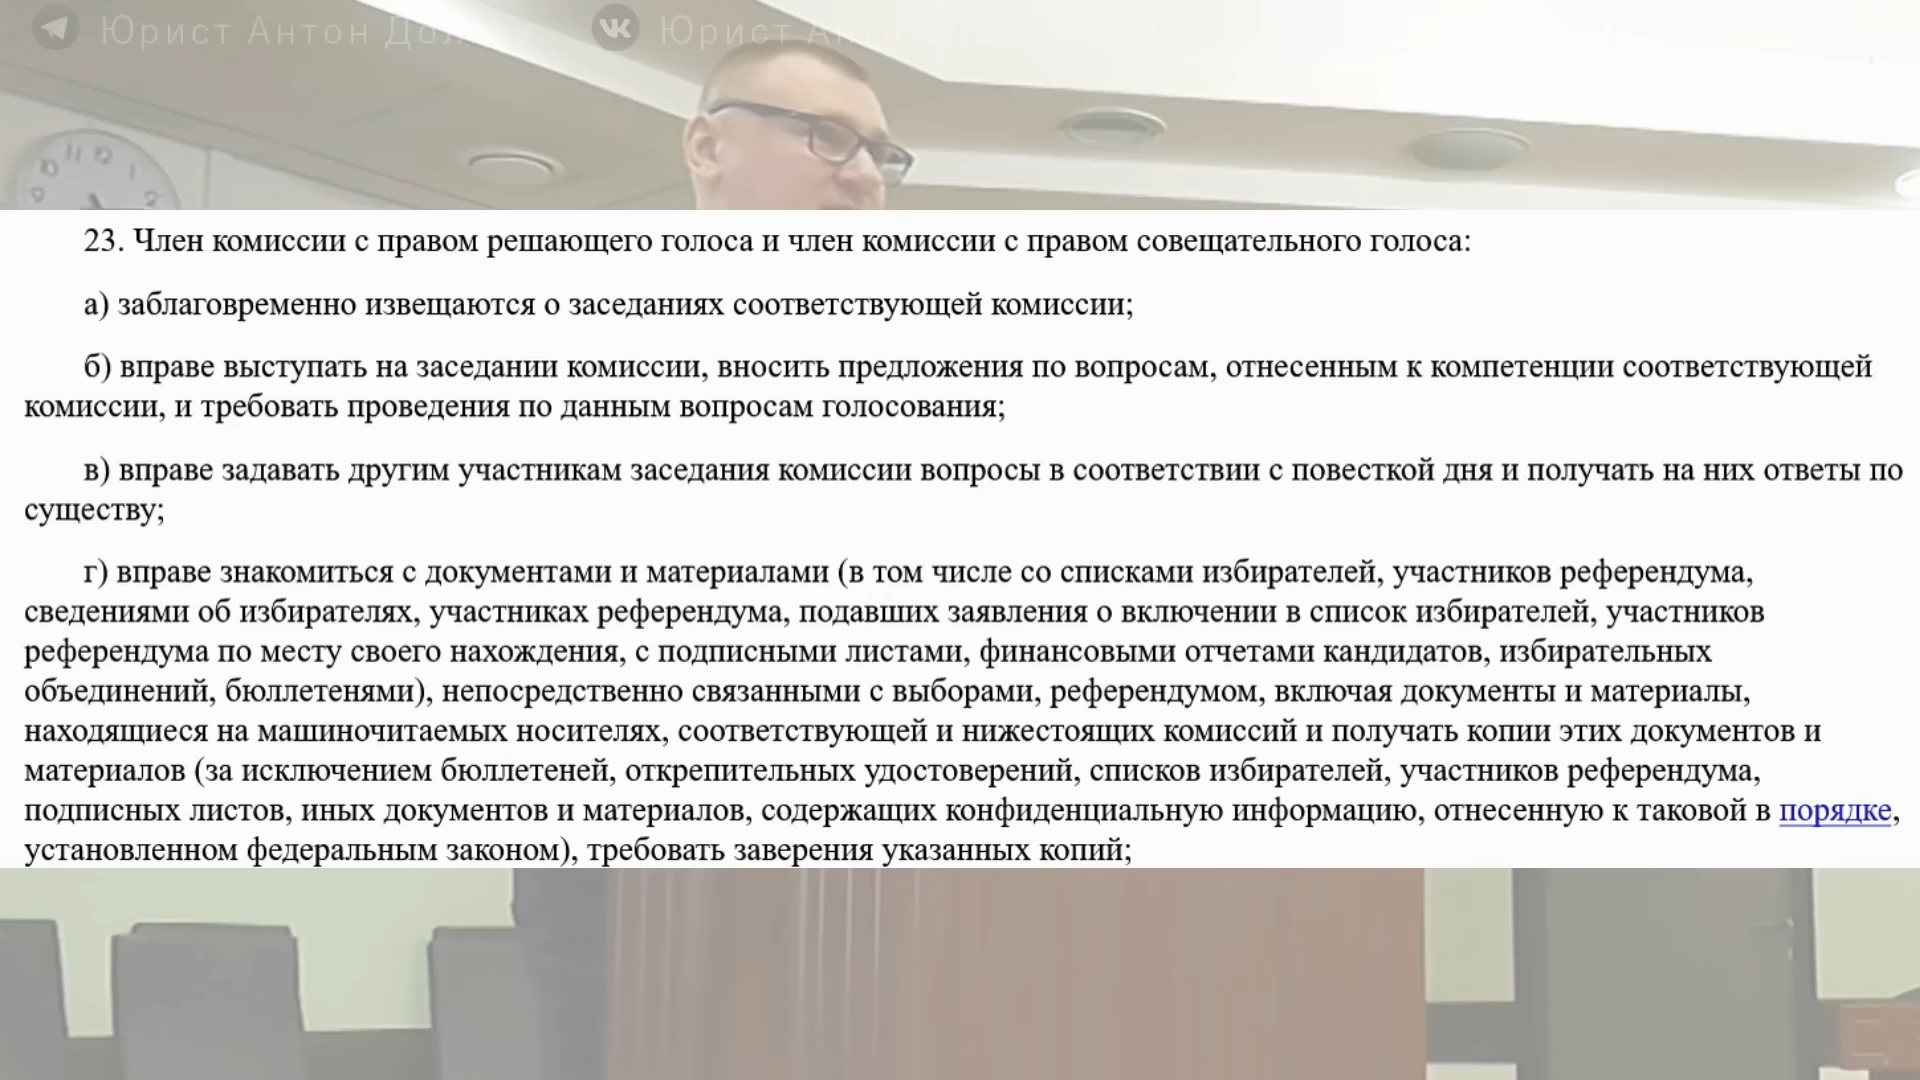 Юрист Антон
Юрист
11 12 1
10 2
9
23. Член комиссии с правом решающего голоса и член комиссии с правом совещательного голоса:
а) заблаговременно извещаются о заседаниях соответствующей комиссии;
б) вправе выступать на заседании комиссии, вносить предложения по вопросам, отнесенным к компетенции соответствующей
комиссии, и требовать проведения по данным вопросам голосования;
в) вправе задавать другим участникам заседания комиссии вопросы в соответствии с повесткой дня и получать на них ответы по
существу;
г) вправе знакомиться с документами и материалами (в том числе со списками избирателей, участников референдума,
сведениями об избирателях, участниках референдума, подавших заявления о включении в список избирателей, участников
референдума по месту своего нахождения, с подписными листами, финансовыми отчетами кандидатов, избирательных
объединений, бюллетенями), непосредственно связанными с выборами, референдумом, включая документы и материалы,
находящиеся на машиночитаемых носителях, соответствующей и нижестоящих комиссий и получать копии этих документов и
материалов (за исключением бюллетеней, открепительных удостоверений, списков избирателей, участников референдума,
подписных листов, иных документов и материалов, содержащих конфиденциальную информацию, отнесенную к таковой в порядке,
установленном федеральным законом), требовать заверения указанных копий;